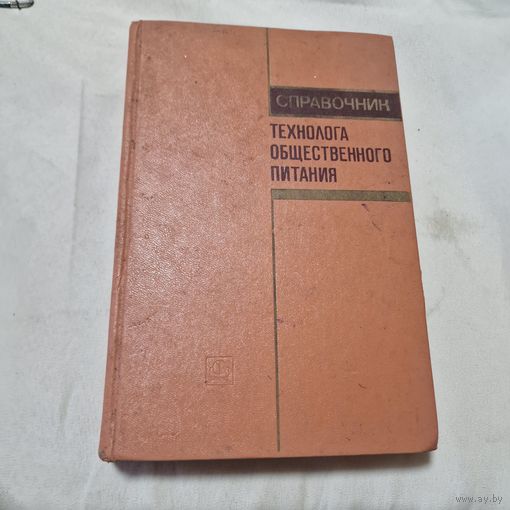 СПРАВОЧНИК
ТЕХНОЛОГА
ОБЩЕСТВЕННОГО
ПИТАНИЯ
www.ay.by